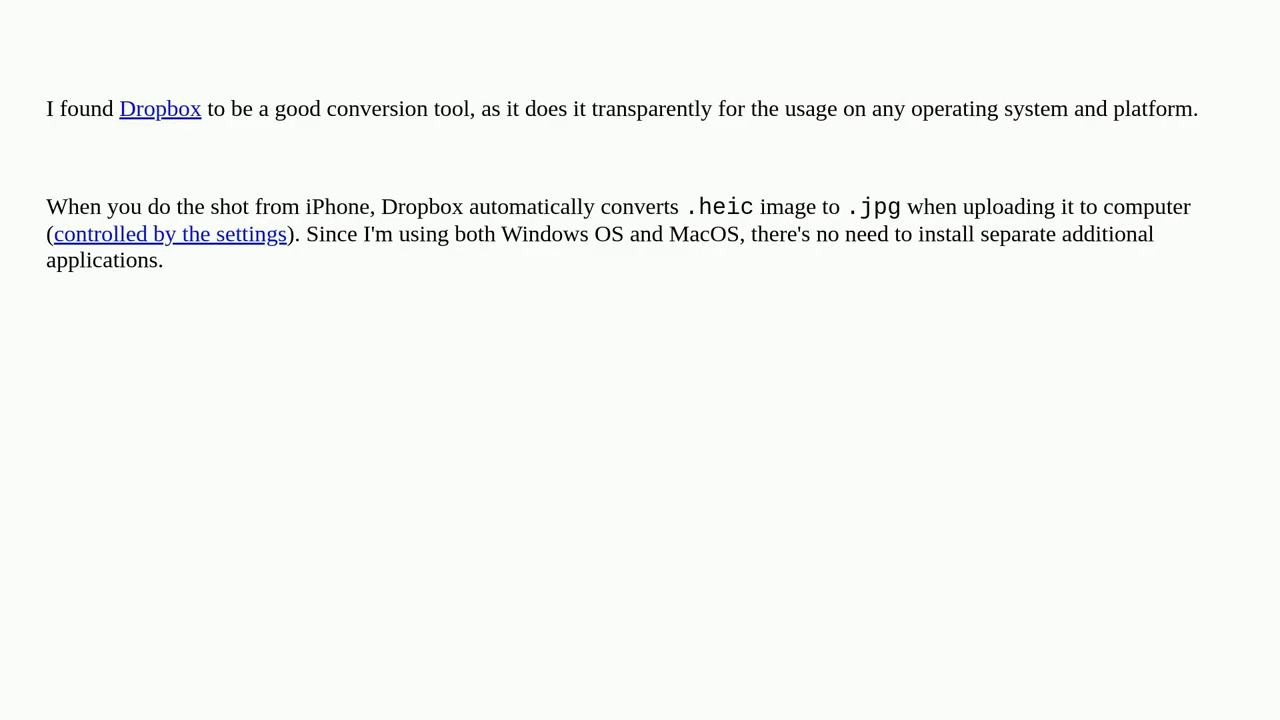 I found Dropbox to be a good conversion tool, as it does it transparently for the usage on any operating system and platform.
When you do the shot from iPhone, Dropbox automatically converts .heic image to .jpg when uploading it to computer
(controlled by the settings). Since I'm using both Windows OS and MacOS, there's no need to install separate additional
applications.